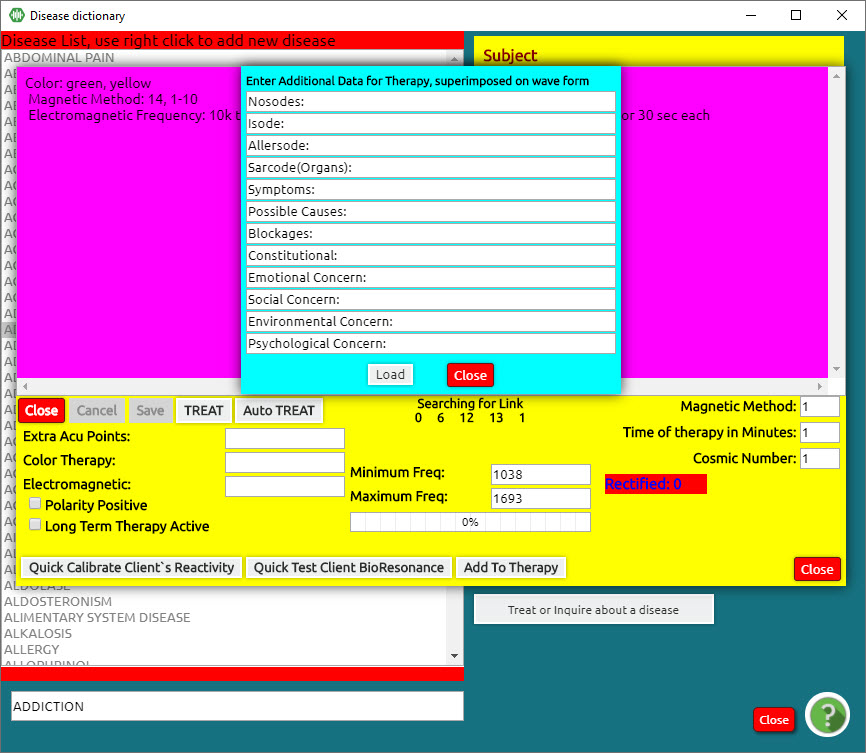 Disease dictionary
Disease List, use right click to add new disease
ABDOMINAL PAIN
Subject
Color: green, yellow
Magnetic Method: 14, 1-10
Electromagnetic Frequency: 10k
or 30 sec each
Enter Additional Data for Therapy, superimposed on wave form
Nosodes:
Isode:
Allersode:
Sarcode(Organs):
Symptoms:
Possible Causes:
Blockages:
Constitutional:
Emotional Concern:
Social Concern:
Environmental Concern:
Psychological Concern:
Load Close
Close Cancel Save TREAT Auto TREAT
Searching for Link
0 6 12 13 1
Magnetic Method: 1
Time of therapy in Minutes: 1
Cosmic Number: 1
Extra Acu Points:
Color Therapy:
Electromagnetic:
Polarity Positive
Long Term Therapy Active
Minimum Freq: 1038
Maximum Freq: 1693
0%
Rectified: 0
Quick Calibrate Client`s Reactivity Quick Test Client BioResonance Add To Therapy Close
ALDOLASE
ALDOSTERONISM
ALIMENTARY SYSTEM DISEASE
ALKALOSIS
ALLERGY
ALLOPURINOL
Treat or Inquire about a disease
ADDICTION
Close
?